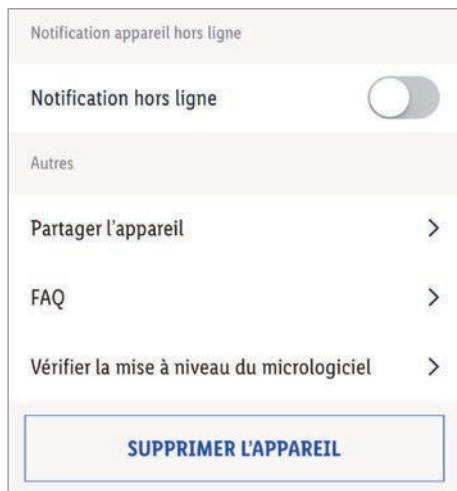 Notification appareil hors ligne
Notification hors ligne
Autres
Partager l'appareil
FAQ
Vérifier la mise à niveau du micrologiciel
SUPPRIMER L'APPAREIL